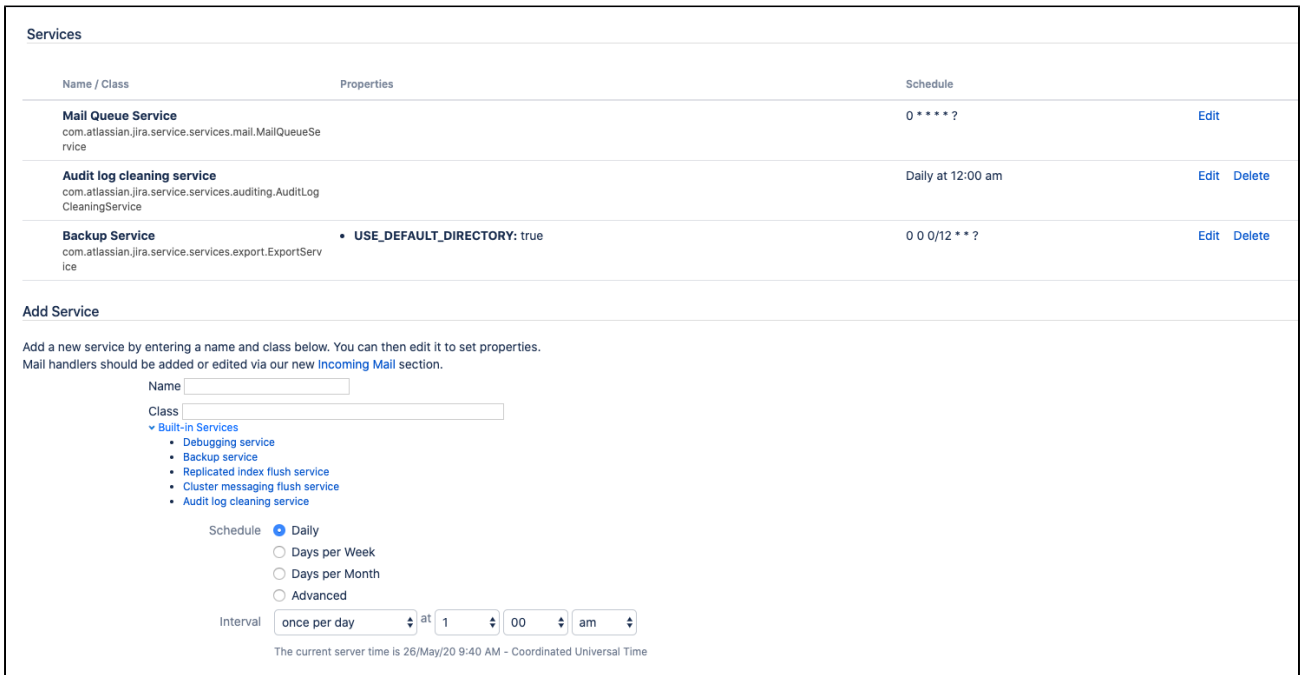 Services
Name / Class Properties Schedule
Mail Queue Service 0 * * * * ? Edit
com.atlassian.jira.service.services.mail.MailQueueSe
rvice
Audit log cleaning service Daily at 12:00 am Edit Delete
com.atlassian.jira.service.services.auditing.AuditLog
CleaningService
Backup Service • USE_DEFAULT_DIRECTORY: true 0 0 0/12 * * ? Edit Delete
com.atlassian.jira.service.services.export.ExportServ
ice
Add Service
Add a new service by entering a name and class below. You can then edit it to set properties.
Mail handlers should be added or edited via our new Incoming Mail section.
Name
Class
Built-in Services
• Debugging service
• Backup service
• Replicated index flush service
• Cluster messaging flush service
• Audit log cleaning service
Schedule Daily
Days per Week
Days per Month
Advanced
Interval once per day at 1 00 am
The current server time is 26/May/20 9:40 AM - Coordinated Universal Time